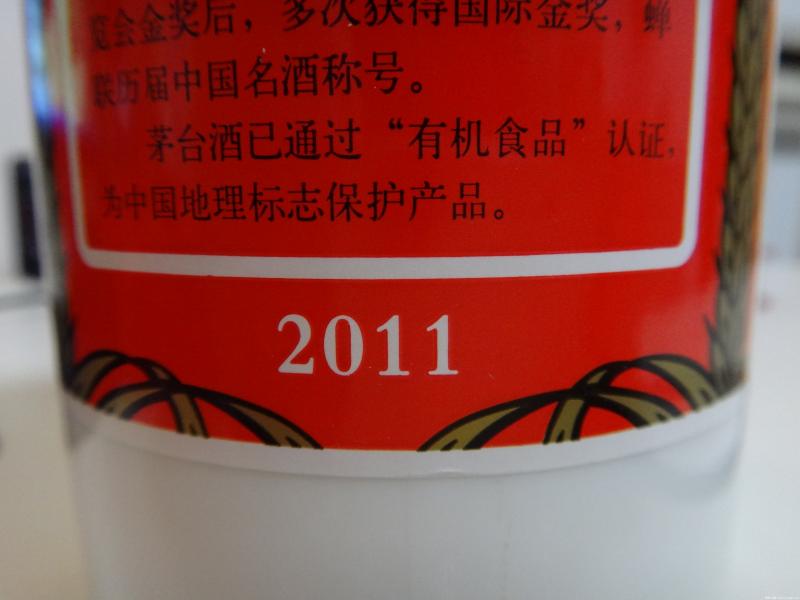 览会金奖后，多次获得国际金奖，蝉
联历届中国名酒称号。
茅台酒已通过“有机食品”认证，
为中国地理标志保护产品。
2011